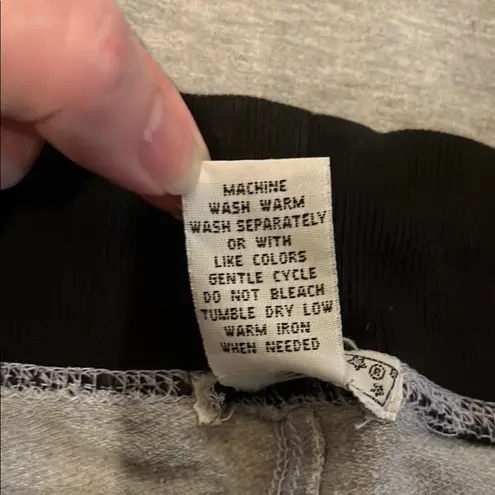 MACHINE
WASH WARM
WASH SEPARATELY
OR WITH
LIKE COLORS
GENTLE CYCLE
DO NOT BLEACH
TUMBLE DRY LOW
WARM IRON
WHEN NEEDED